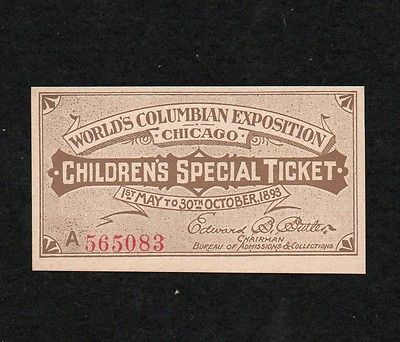 WORLD'S COLUMBIAN EXPOSITION
CHICAGO
CHILDREN'S SPECIAL TICKET
1ST MAY TO 30TH OCTOBER, 1893
Edward B. Butler
CHAIRMAN
BUREAU OF ADMISSIONS & COLLECTIONS
A 565083